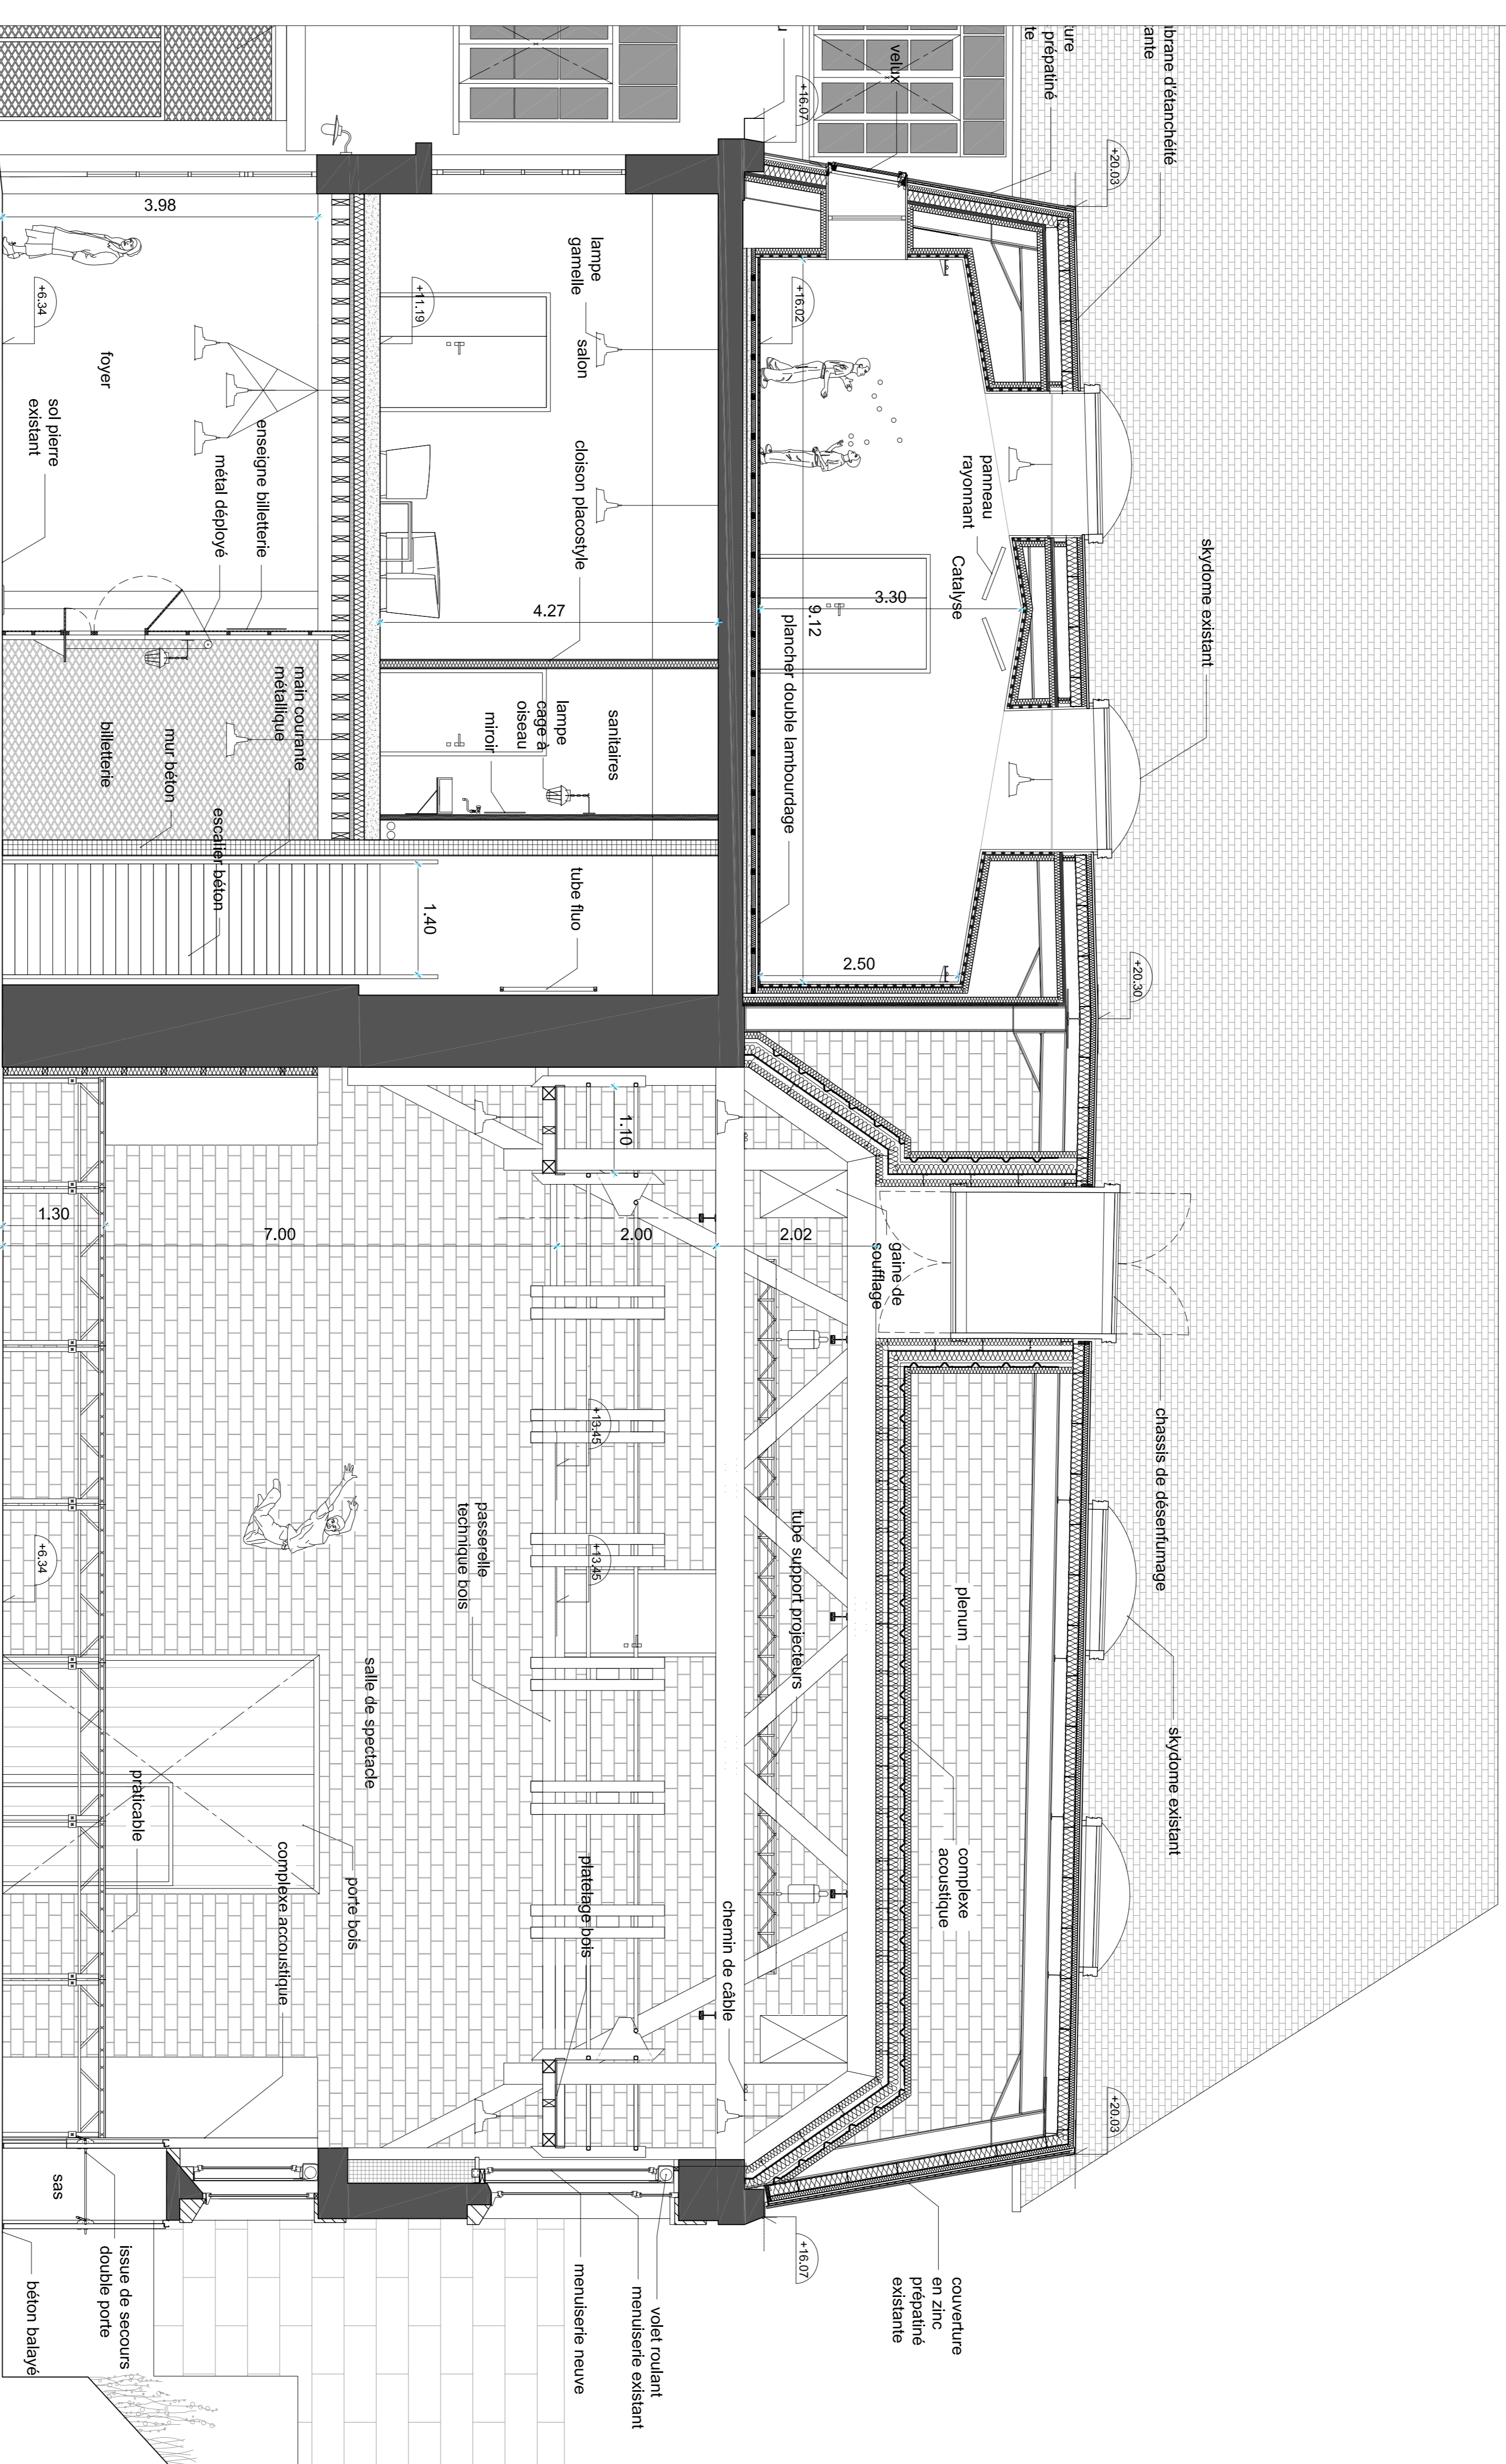 mbrane d'étanchéité
ante
ture
prépatiné
te
velux
+16.07
+20.03
skydome existant
+20.30
chassis de désenfumage
skydome existant
+20.03
+16.02
panneau
rayonnant
Catalyse
3.30
9.12
plancher double lambourdage
2.50
gaine de
soufflage
plenum
complexe
acoustique
couverture
en zinc
prépatiné
existante
+16.07
2.02
tube support projecteurs
chemin de câble
lampe
gamelle
salon
cloison placostyle
4.27
+11.19
sanitaires
lampe
cage à
oiseau
miroir
tube fluo
1.40
1.10
2.00
+13.45
+13.45
platelage bois
passerelle
technique bois
volet roulant
menuiserie existant
menuiserie neuve
3.98
+6.34
foyer
sol pierre
existant
enseigne billetterie
métal déployé
main courante
métallique
billetterie
mur béton
escalier béton
7.00
1.30
+6.34
salle de spectacle
porte bois
praticable
complexe accoustique
sas
issue de secours
double porte
béton balayé